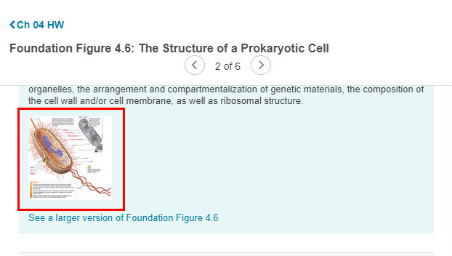 Ch 04 HW
Foundation Figure 4.6: The Structure of a Prokaryotic Cell
2 of 6
organelles, the arrangement and compartmentalization of genetic materials, the composition of
the cell wall and/or cell membrane, as well as ribosomal structure.
See a larger version of Foundation Figure 4.6